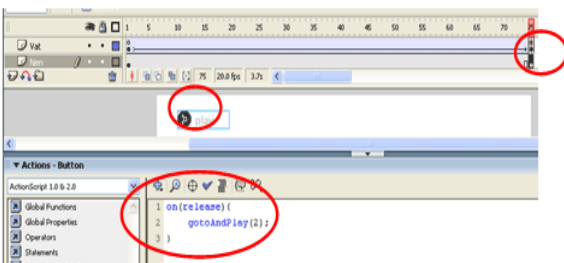 1 5 10 15 20 25 30 35 40 45 50 55 60 65 70
Vat
Nen
75 20.0 fps 3.7s
play
Actions - Button
ActionScript 1.0 & 2.0
Global Functions
Global Properties
Operators
Statements
1 on(release){
2 gotoAndPlay(2);
3 }